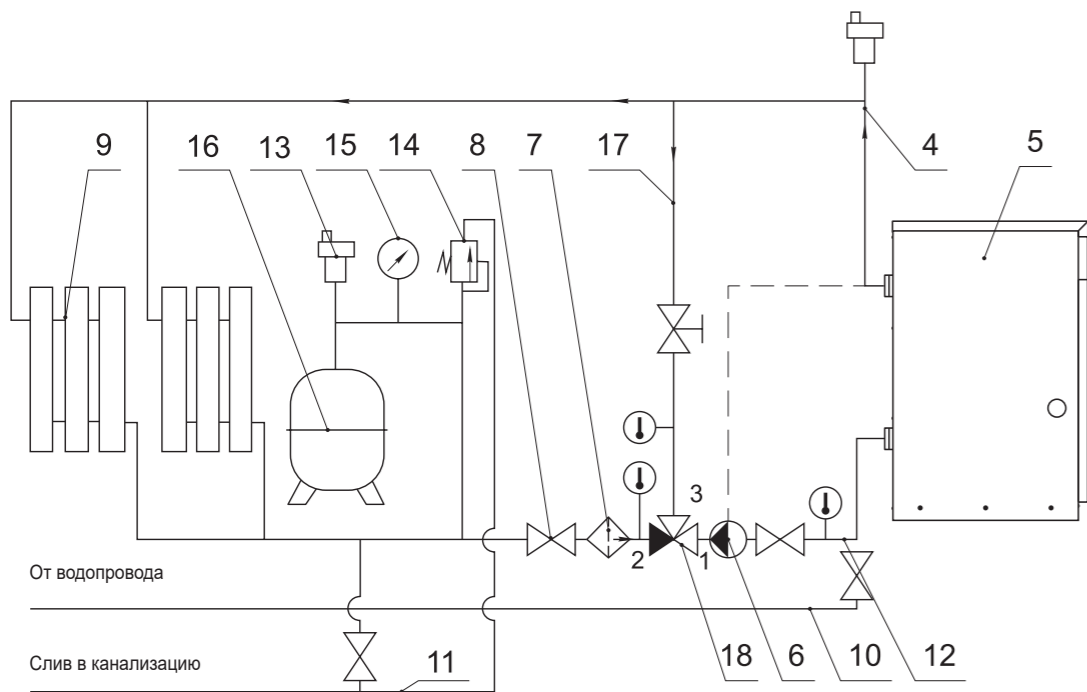 9 16 13 15 14 8 7 17 4 5
3
2 1
От водопровода
Слив в канализацию
11 18 6 10 12